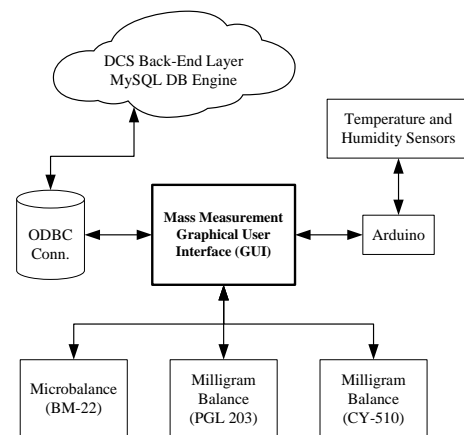 DCS Back-End Layer
MySQL DB Engine
Temperature and
Humidity Sensors
ODBC
Conn.
Mass Measurement
Graphical User
Interface (GUI)
Arduino
Microbalance
(BM-22)
Milligram
Balance
(PGL 203)
Milligram
Balance
(CY-510)